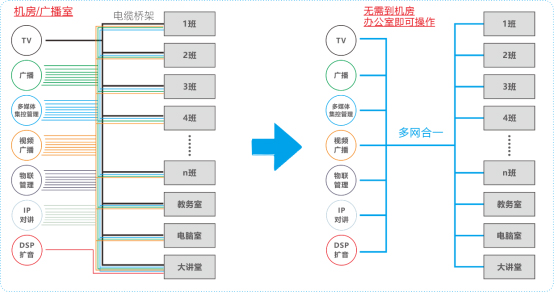 机房/广播室
电缆桥架
TV
广播
多媒体
集控管理
视频
广播
物联
管理
IP
对讲
DSP
扩音
1班
2班
3班
4班
n班
教务室
电脑室
大讲堂
无需到机房
办公室即可操作
TV
广播
多媒体
集控管理
视频
广播
物联
管理
IP
对讲
DSP
扩音
多网合一
1班
2班
3班
4班
n班
教务室
电脑室
大讲堂